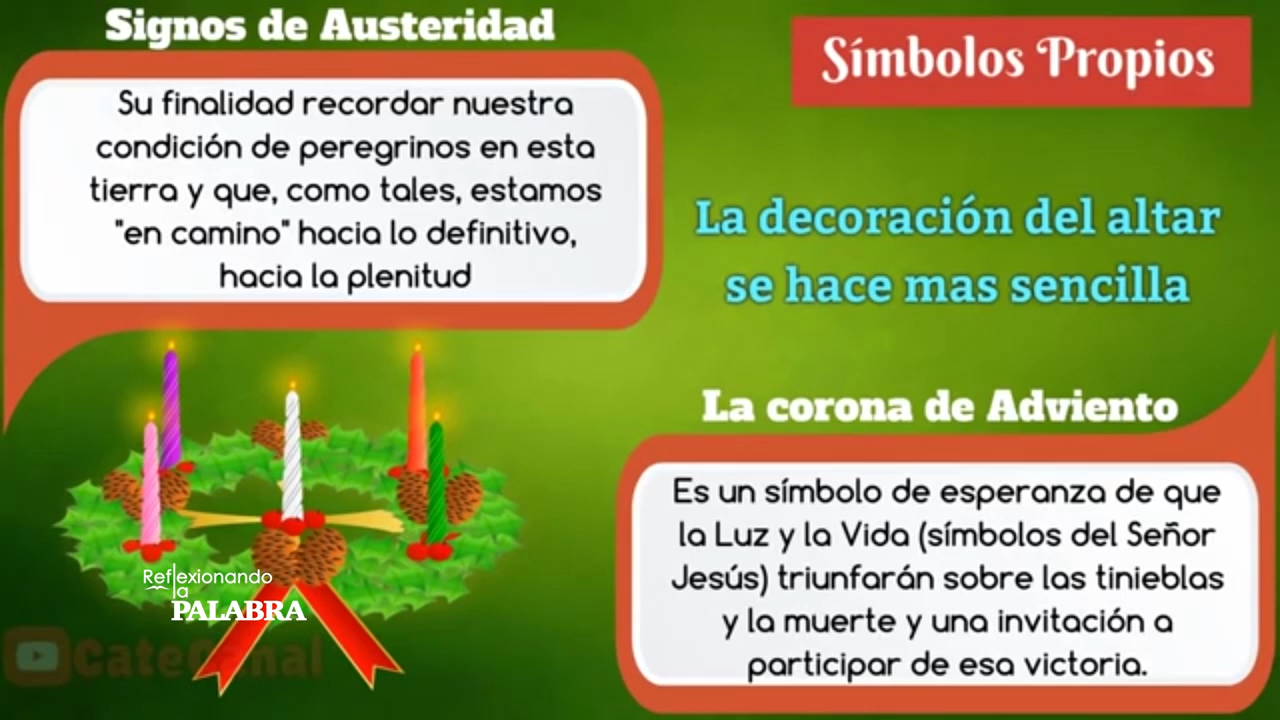 Signos de Austeridad
Su finalidad recordar nuestra
condición de peregrinos en esta
tierra y que, como tales, estamos
"en camino" hacia lo definitivo,
hacia la plenitud
Símbolos Propios
La decoración del altar
se hace mas sencilla
La corona de Adviento
Es un símbolo de esperanza de que
la Luz y la Vida (símbolos del Señor
Jesús) triunfarán sobre las tinieblas
y la muerte y una invitación a
participar de esa victoria.
Reflexionando
la
PALABRA
CateCanal